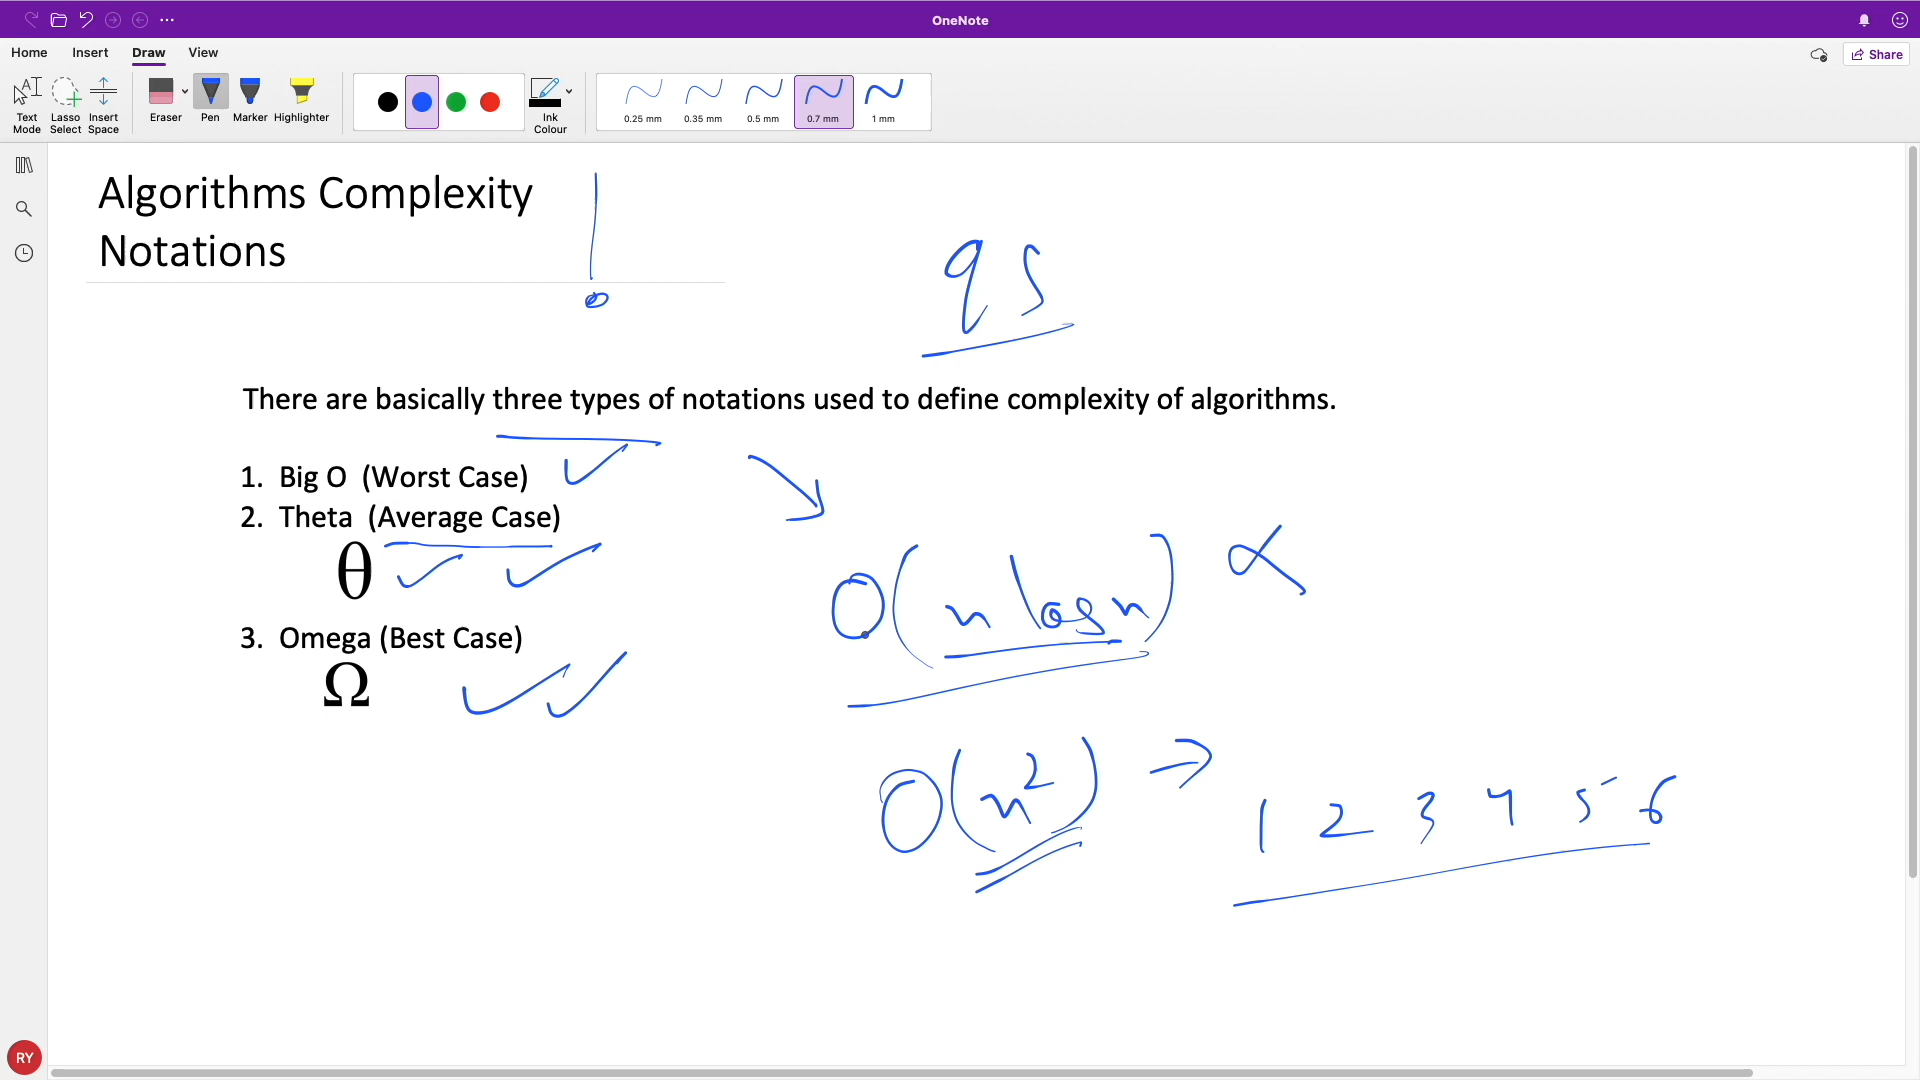 OneNote
Home Insert Draw View
Share
Text Mode
Lasso Select
Insert Space
Eraser
Pen
Marker
Highlighter
Ink Colour
0.25 mm
0.35 mm
0.5 mm
0.7 mm
1 mm
Algorithms Complexity
Notations
q s
There are basically three types of notations used to define complexity of algorithms.
1. Big O (Worst Case)
2. Theta (Average Case)
θ
O(n log n) ∝
3. Omega (Best Case)
Ω
O(n²) →
1 2 3 4 5 6
RY